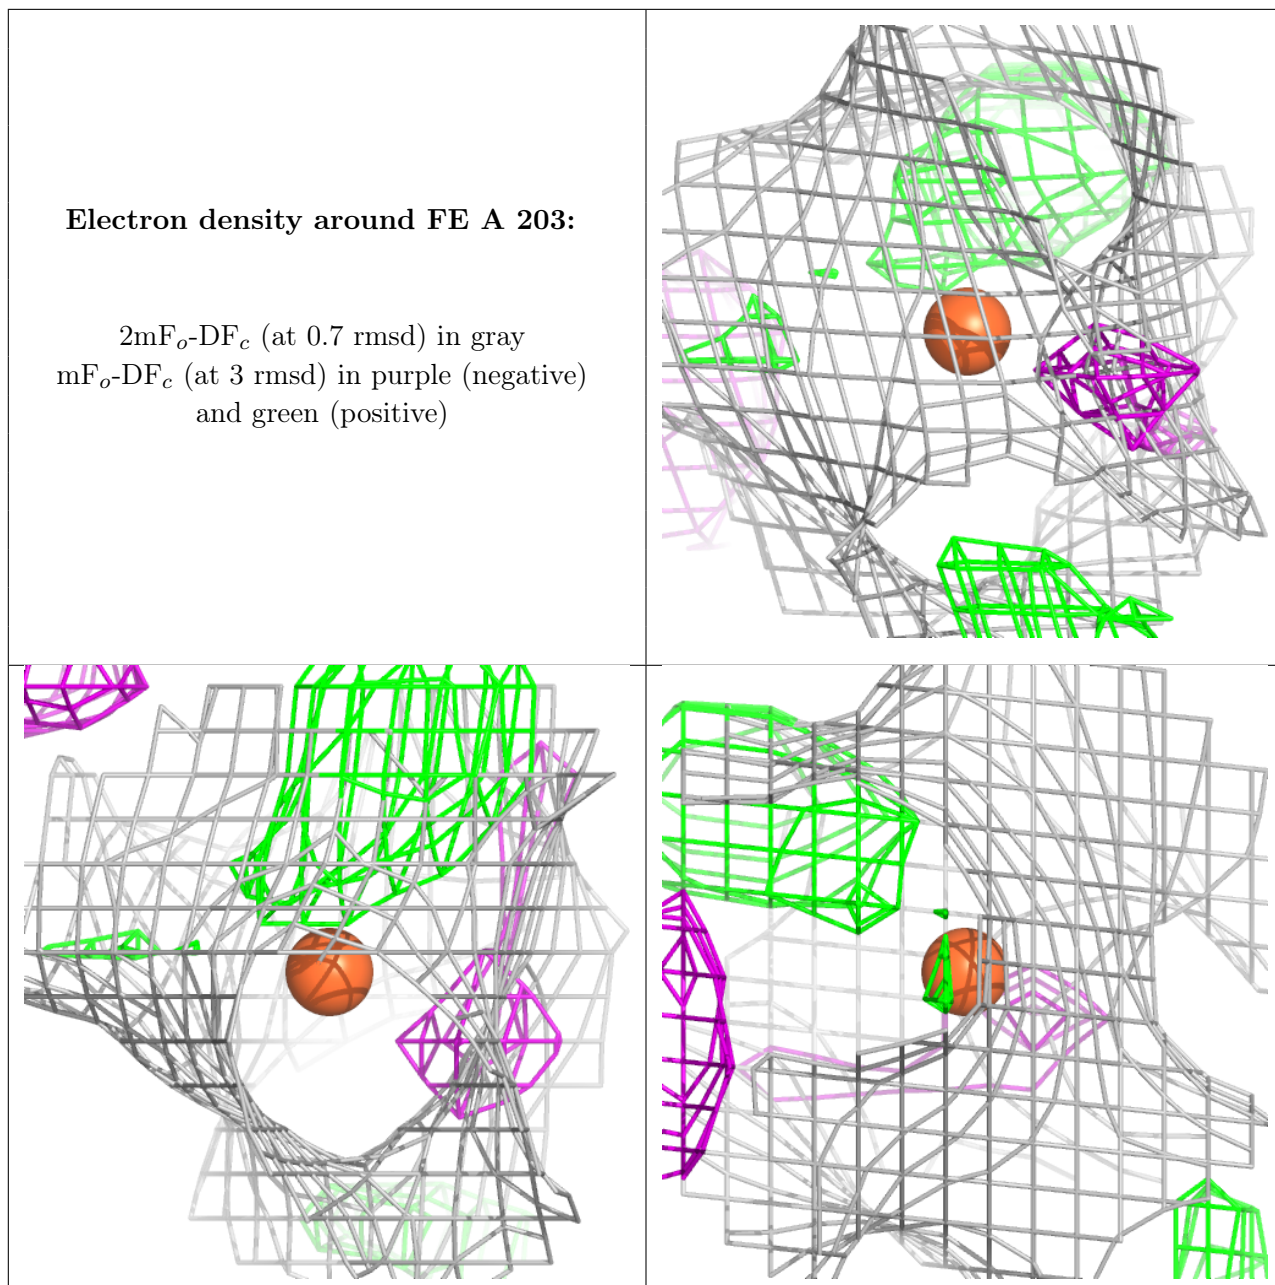 Electron density around FE A 203:
2mFₒ-DF𝒸 (at 0.7 rmsd) in gray
mFₒ-DF𝒸 (at 3 rmsd) in purple (negative)
and green (positive)